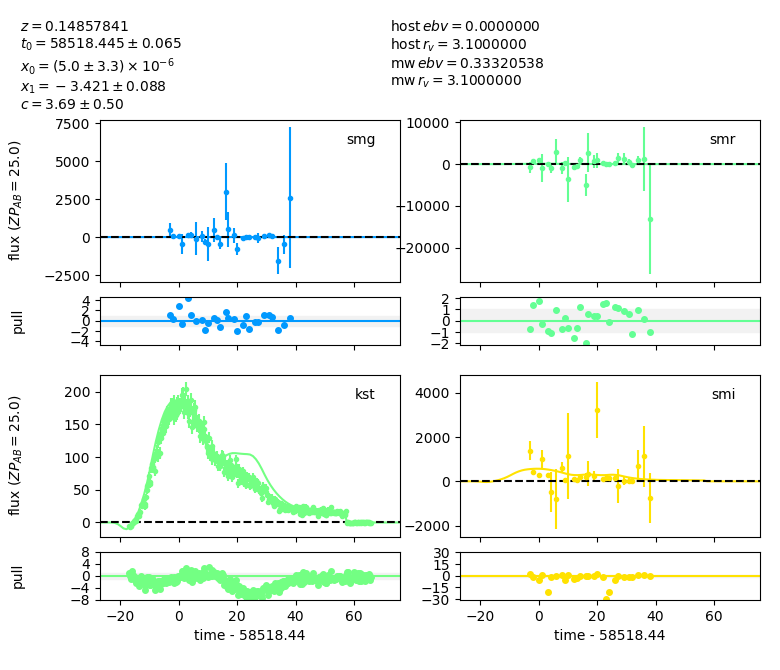 z = 0.14857841
t0 = 58518.445 ± 0.065
x0 = (5.0 ± 3.3) × 10^−6
x1 = −3.421 ± 0.088
c = 3.69 ± 0.50
host ebv = 0.0000000
host rv = 3.1000000
mw ebv = 0.33320538
mw rv = 3.1000000
flux (ZPAB = 25.0)
7500
5000
2500
0
−2500
smg
10000
0
−10000
−20000
smr
pull
4
2
0
−2
−4
2
1
0
−1
−2
flux (ZPAB = 25.0)
200
150
100
50
0
kst
4000
2000
0
−2000
smi
pull
8
4
0
−4
−8
30
15
0
−15
−30
−20 0 20 40 60
−20 0 20 40 60
time - 58518.44
time - 58518.44